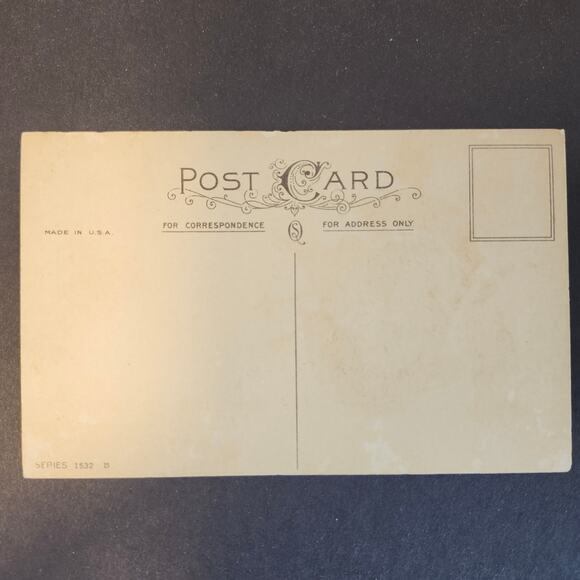 POST CARD
FOR CORRESPONDENCE FOR ADDRESS ONLY
MADE IN U.S.A.
SERIES 1532 B